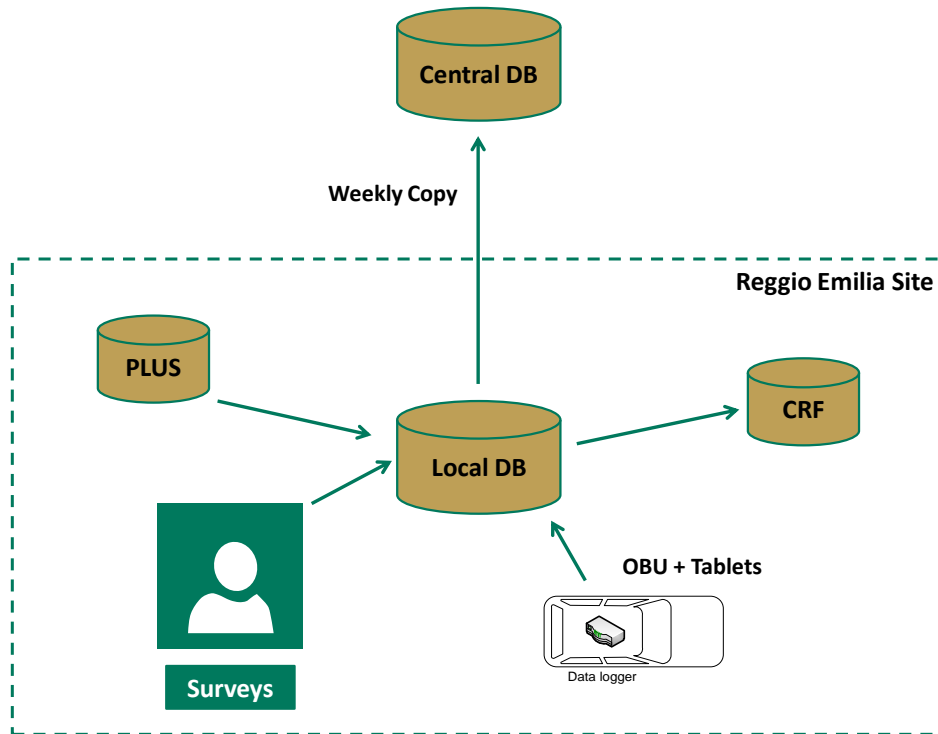 Central DB
Weekly Copy
Reggio Emilia Site
PLUS
CRF
Local DB
OBU + Tablets
Data logger
Surveys